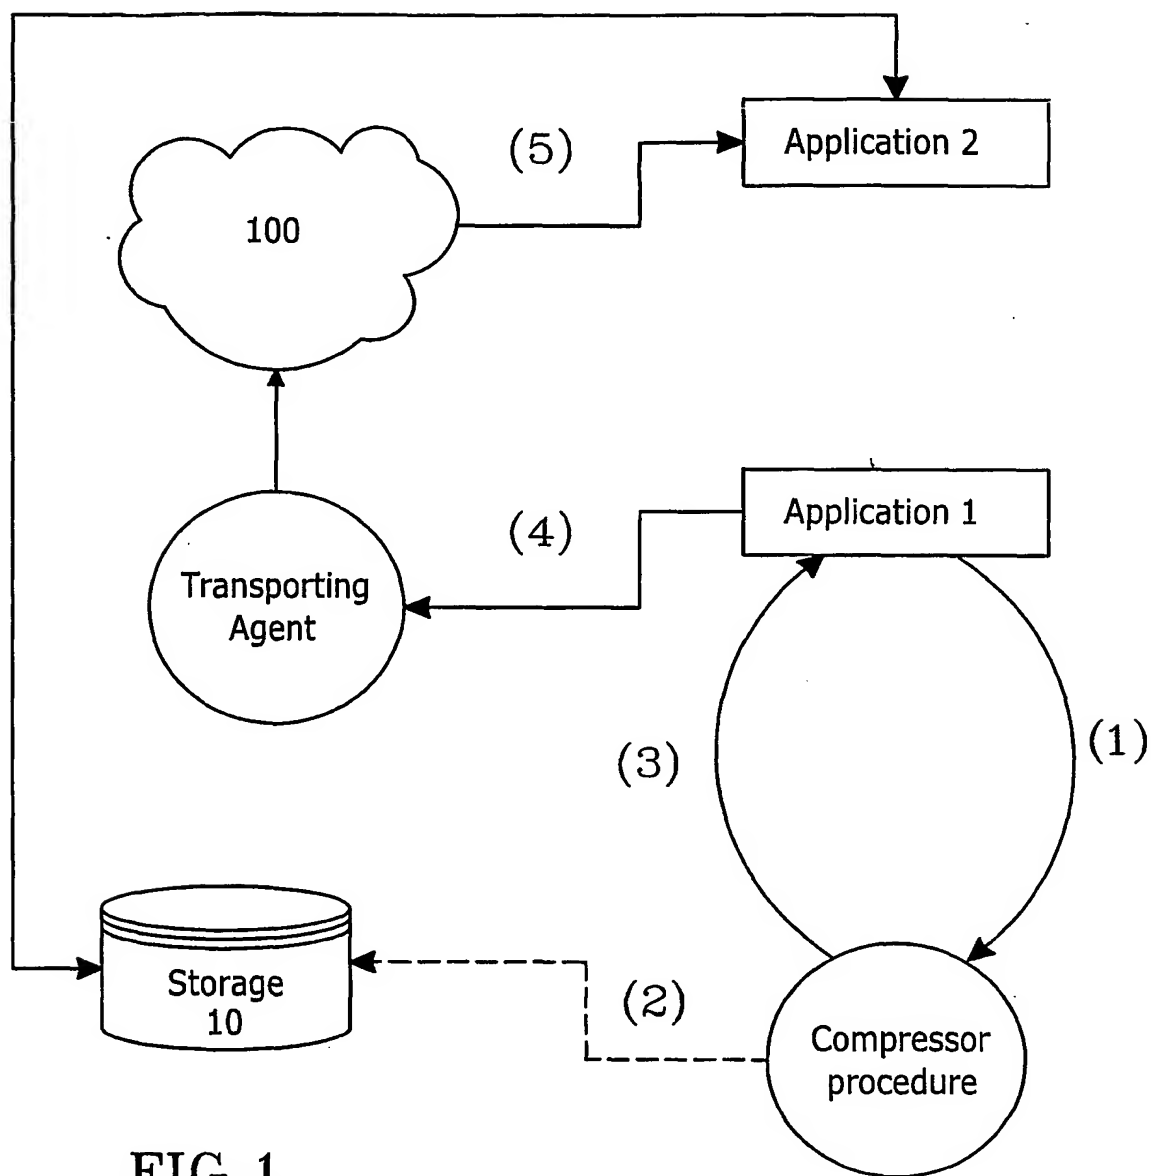 Application 2
(5)
100
Application 1
(4)
Transporting
Agent
(3)
(1)
Storage
10
(2)
Compressor
procedure
FIG. 1